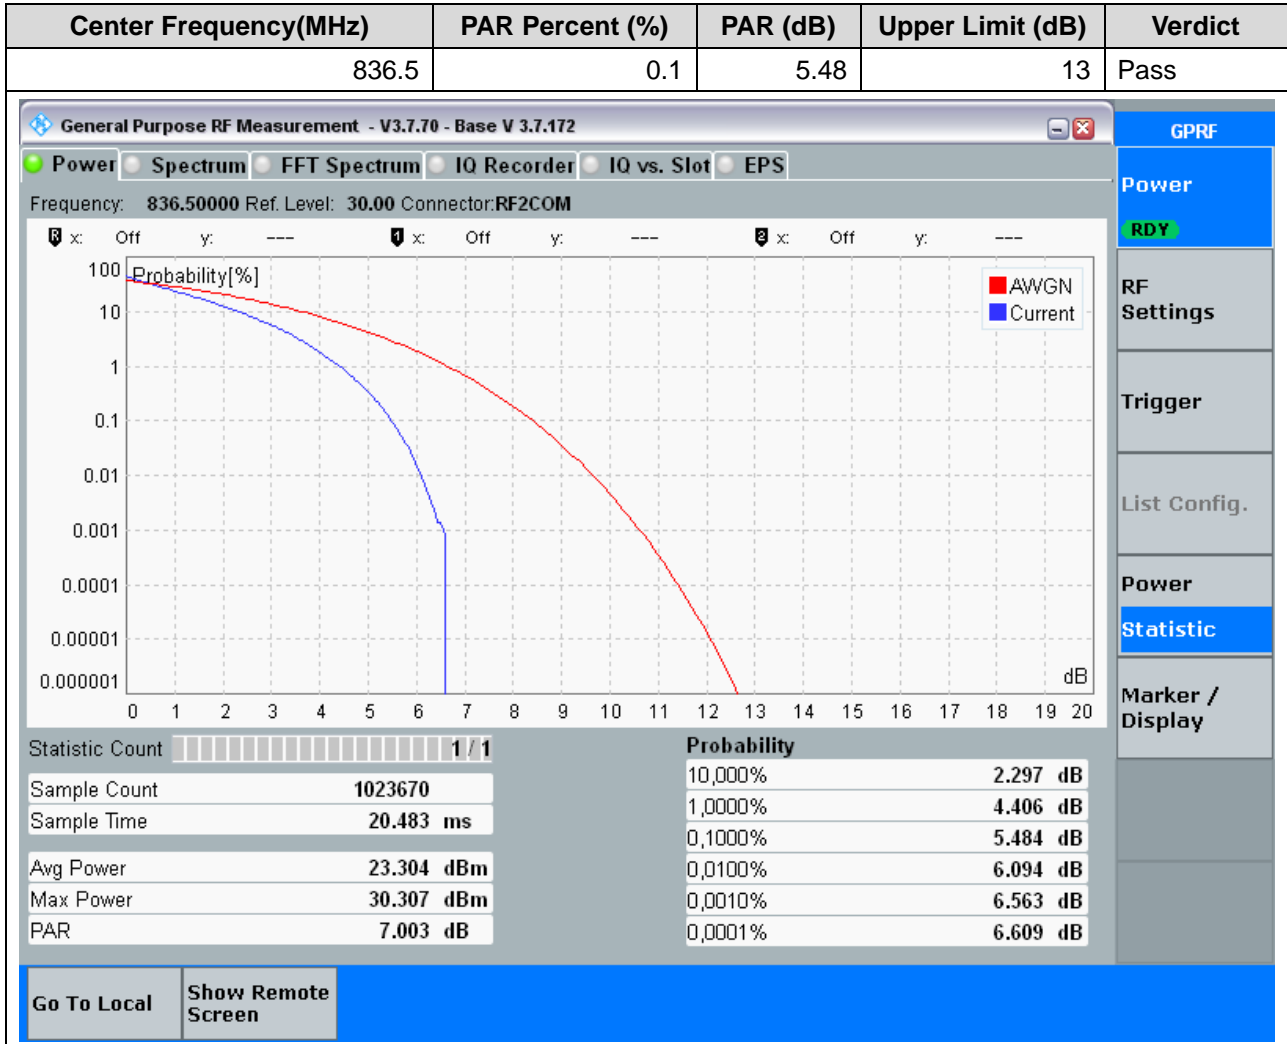 Center Frequency(MHz) PAR Percent (%) PAR (dB) Upper Limit (dB) Verdict
836.5 0.1 5.48 13 Pass
General Purpose RF Measurement - V3.7.70 - Base V 3.7.172
GPRF
Power Spectrum FFT Spectrum IQ Recorder IQ vs. Slot EPS
Frequency: 836.50000 Ref. Level: 30.00 Connector:RF2COM
R x: Off y: --- 1 x: Off y: --- 2 x: Off y: ---
Probability[%]
100
10
1
0.1
0.01
0.001
0.0001
0.00001
0.000001
AWGN
Current
dB
0 1 2 3 4 5 6 7 8 9 10 11 12 13 14 15 16 17 18 19 20
Statistic Count 1 / 1
Sample Count 1023670
Sample Time 20.483 ms
Avg Power 23.304 dBm
Max Power 30.307 dBm
PAR 7.003 dB
Probability
10,000% 2.297 dB
1,0000% 4.406 dB
0,1000% 5.484 dB
0,0100% 6.094 dB
0,0010% 6.563 dB
0,0001% 6.609 dB
Power
RDY
RF
Settings
Trigger
List Config.
Power
Statistic
Marker /
Display
Go To Local
Show Remote
Screen